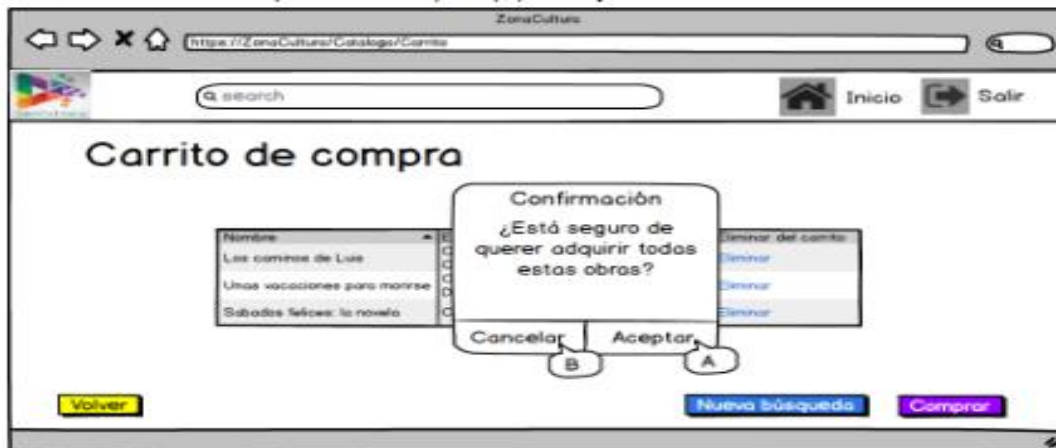 ZonaCultura
https://ZonaCultura/Catalogo/Carrito
search
Inicio
Salir
Carrito de compra
Confirmación
¿Está seguro de
querer adquirir todas
estas obras?
Cancelar
Aceptar
B
A
Nombre
Eliminar del carrito
Los caminos de Luis
Eliminar
Unas vacaciones para morirse
Eliminar
Sabados felices: la novela
Eliminar
Volver
Nueva búsqueda
Comprar